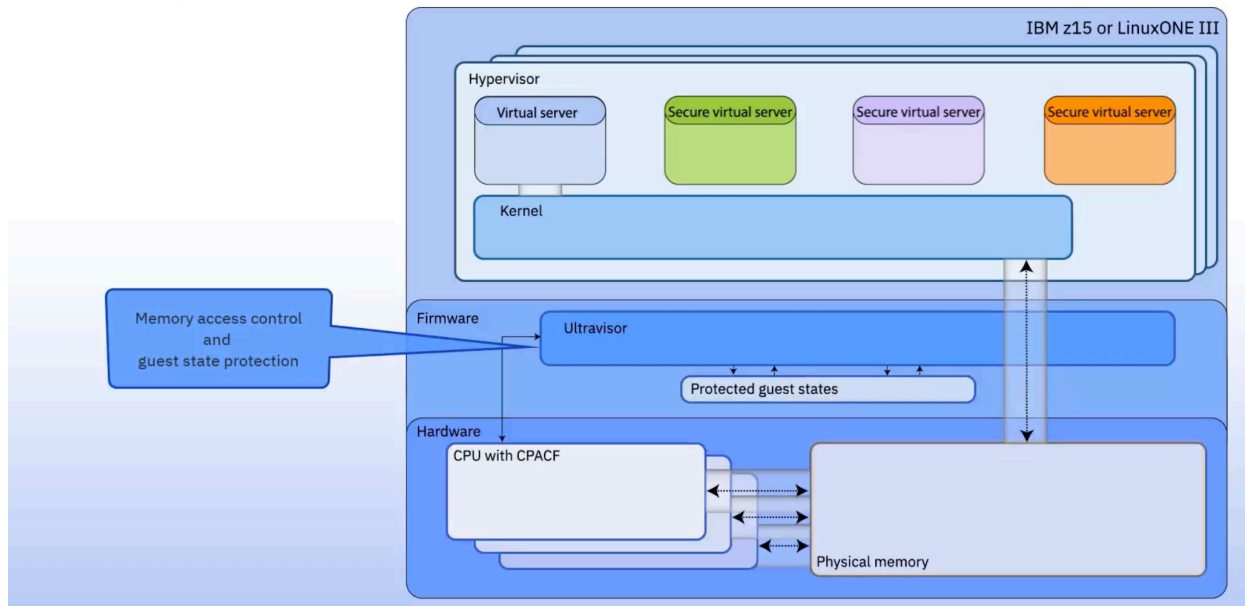 IBM z15 or LinuxONE III
Hypervisor
Virtual server
Secure virtual server
Secure virtual server
Secure virtual server
Kernel
Memory access control
and
guest state protection
Firmware
Ultravisor
Protected guest states
Hardware
CPU with CPACF
Physical memory